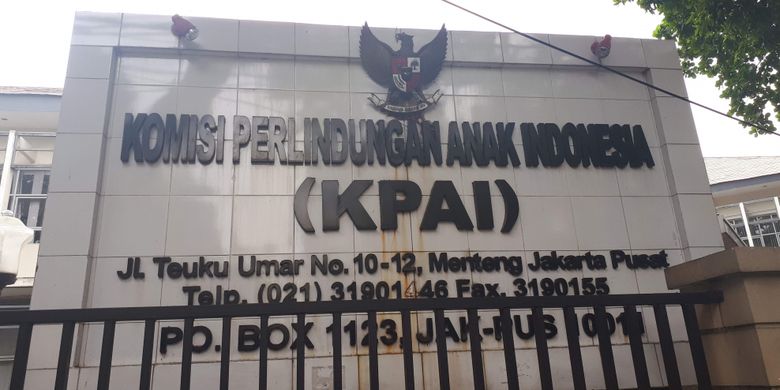 KOMISI PERLINDUNGAN ANAK INDONESIA
(KPAI)
Jl. Teuku Umar No. 10-12, Menteng Jakarta Pusat
Telp. (021) 31901446 Fax. 3190155
PO. BOX 1123, JAK-PUS 10011